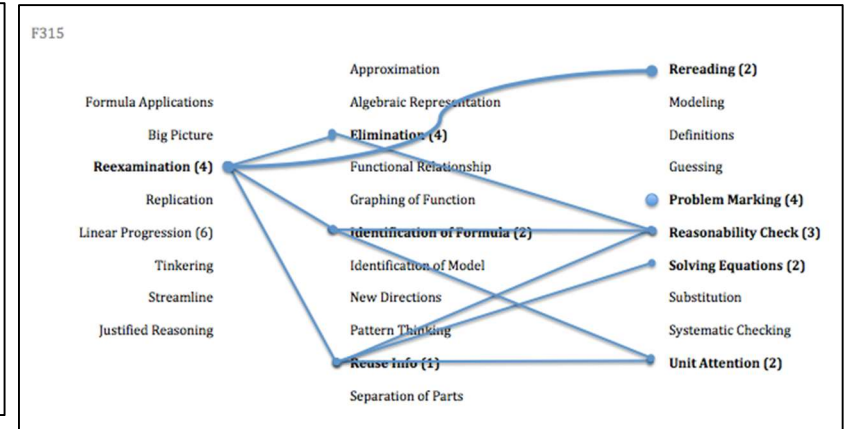 F315
Formula Applications
Big Picture
Reexamination (4)
Replication
Linear Progression (6)
Tinkering
Streamline
Justified Reasoning
Approximation
Algebraic Representation
Elimination (4)
Functional Relationship
Graphing of Function
Identification of Formula (2)
Identification of Model
New Directions
Pattern Thinking
Reuse Info (1)
Separation of Parts
Rereading (2)
Modeling
Definitions
Guessing
Problem Marking (4)
Reasonability Check (3)
Solving Equations (2)
Substitution
Systematic Checking
Unit Attention (2)